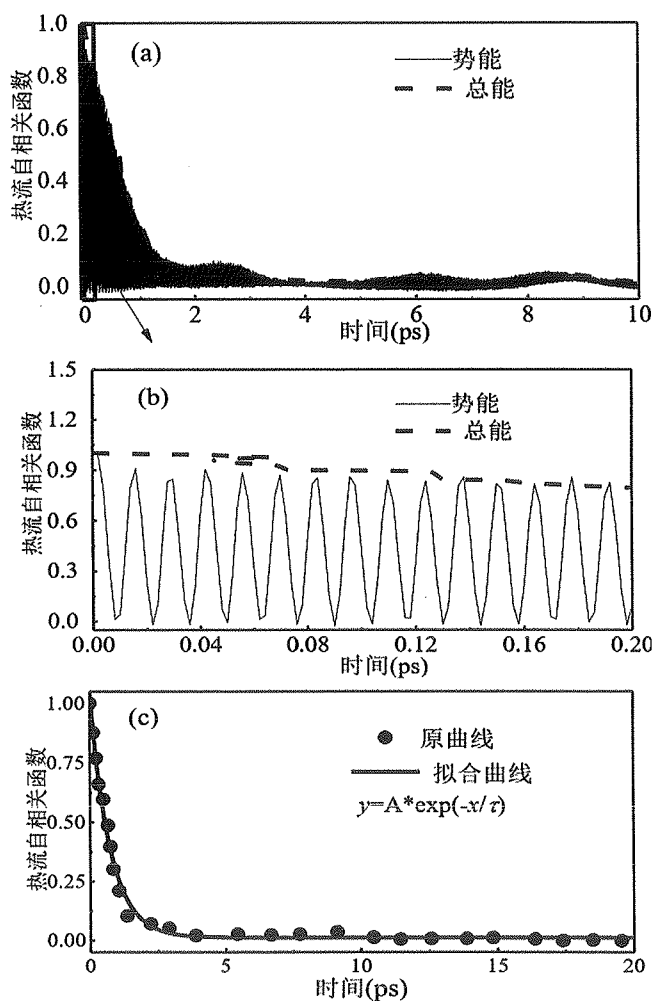 热流自相关函数
1.0
0.8
0.6
0.4
0.2
0.0
(a)
势能
总能
0 2 4 6 8 10
时间(ps)
热流自相关函数
1.5
1.2
0.9
0.6
0.3
0.0
(b)
势能
总能
0.00 0.04 0.08 0.12 0.16 0.20
时间(ps)
热流自相关函数
1.00
0.75
0.50
0.25
0.00
(c)
原曲线
拟合曲线
y=A*exp(-x/τ)
0 5 10 15 20
时间(ps)